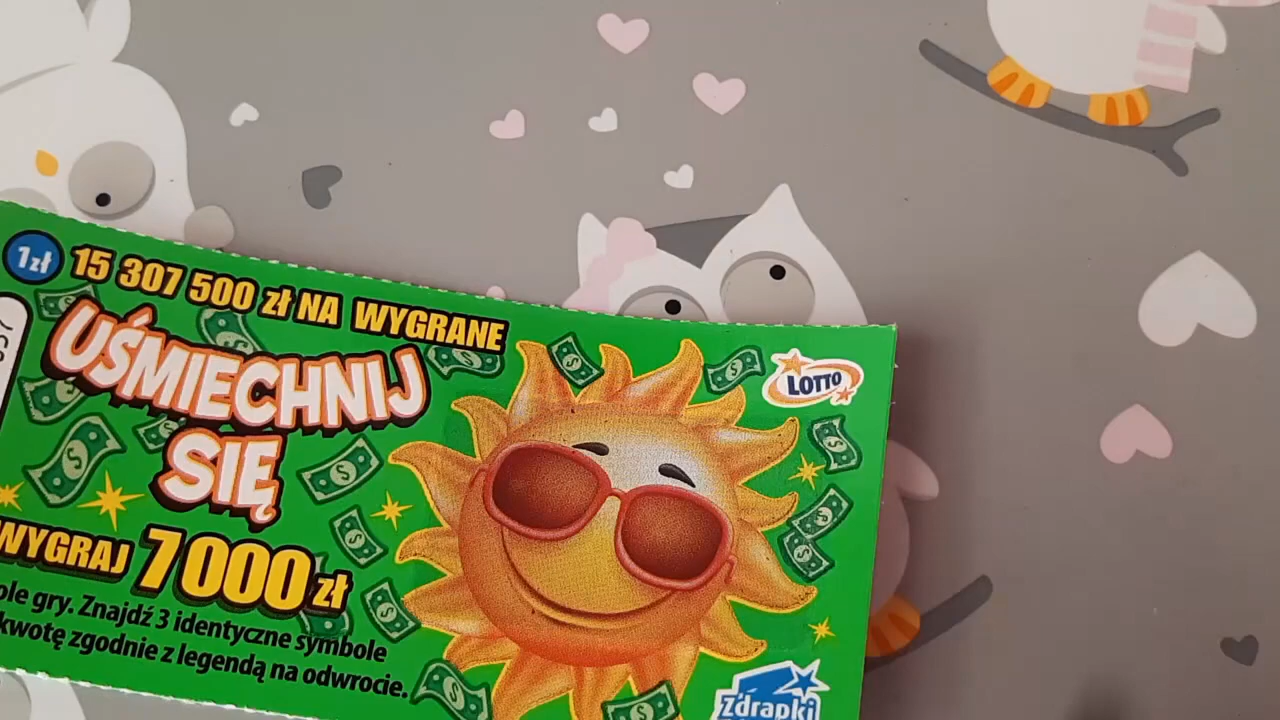 1zł
15 307 500 zł NA WYGRANE
UŚMIECHNIJ
SIĘ
LOTTO
WYGRAJ 7000 zł
gry. Znajdź 3 identyczne symbole
kwotę zgodnie z legendą na odwrocie.
Zdrapki